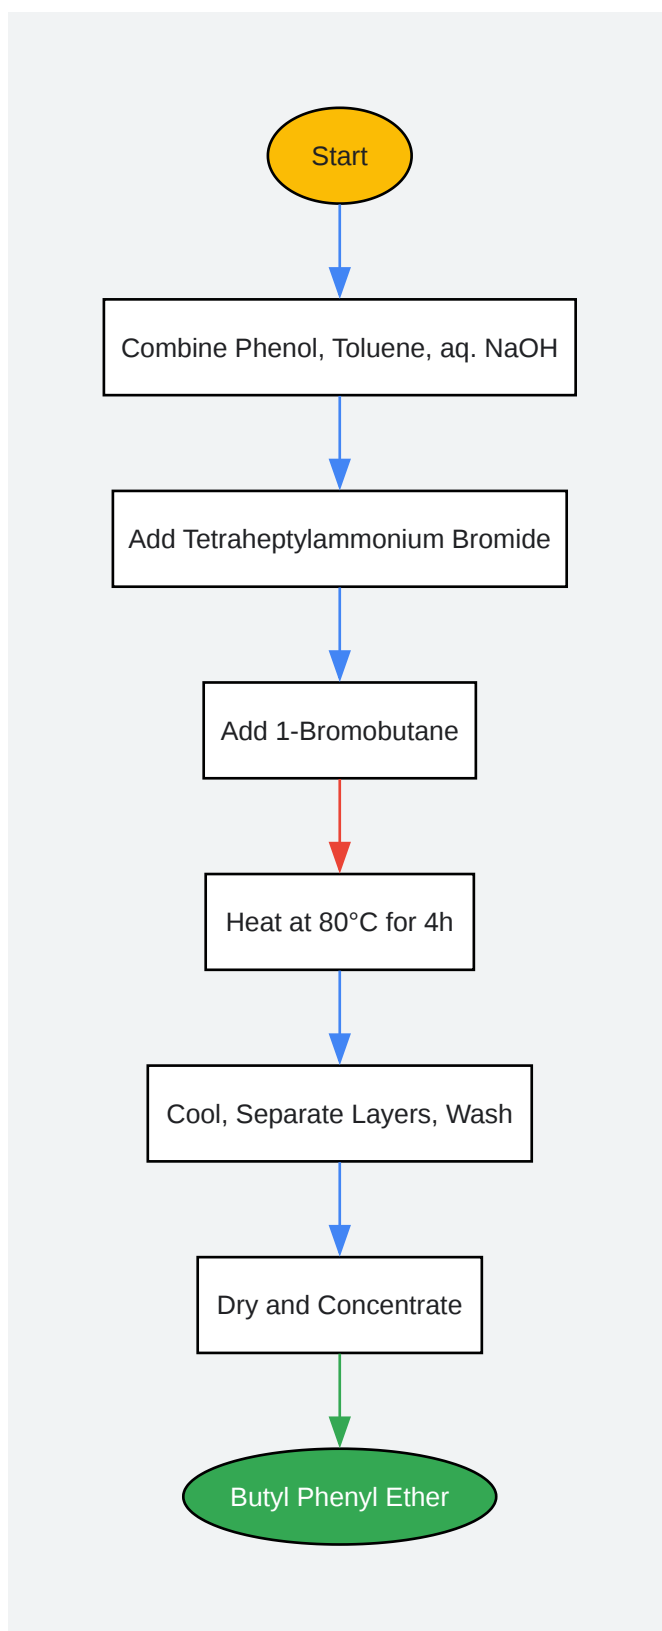 Start
Combine Phenol, Toluene, aq. NaOH
Add Tetraheptylammonium Bromide
Add 1-Bromobutane
Heat at 80°C for 4h
Cool, Separate Layers, Wash
Dry and Concentrate
Butyl Phenyl Ether